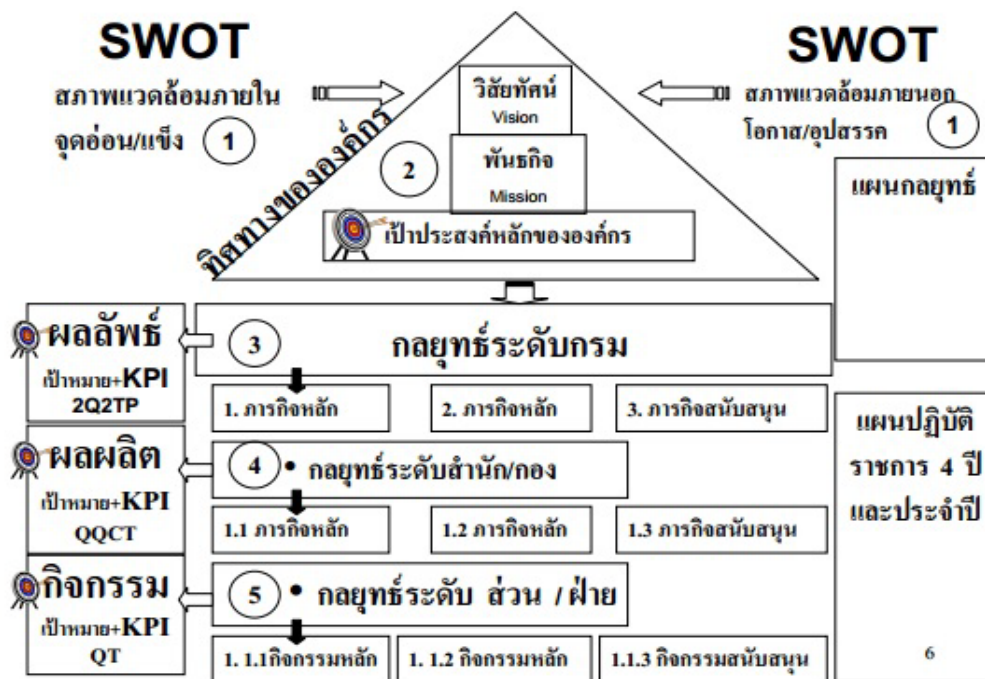 SWOT
สภาพแวดล้อมภายใน
จุดอ่อน/แข็ง
1
SWOT
สภาพแวดล้อมภายนอก
โอกาส/อุปสรรค
1
ทิศทางขององค์กร
2
วิสัยทัศน์
Vision
พันธกิจ
Mission
เป้าประสงค์หลักขององค์กร
แผนกลยุทธ์
ผลลัพธ์
เป้าหมาย+KPI
2Q2TP
3
กลยุทธ์ระดับกรม
1. ภารกิจหลัก
2. ภารกิจหลัก
3. ภารกิจสนับสนุน
ผลผลิต
เป้าหมาย+KPI
QQCT
4
• กลยุทธ์ระดับสำนัก/กอง
1.1 ภารกิจหลัก
1.2 ภารกิจหลัก
1.3 ภารกิจสนับสนุน
แผนปฏิบัติ
ราชการ 4 ปี
และประจำปี
กิจกรรม
เป้าหมาย+KPI
QT
5
• กลยุทธ์ระดับ ส่วน / ฝ่าย
1. 1.1กิจกรรมหลัก
1. 1.2 กิจกรรมหลัก
1.1.3 กิจกรรมสนับสนุน
6